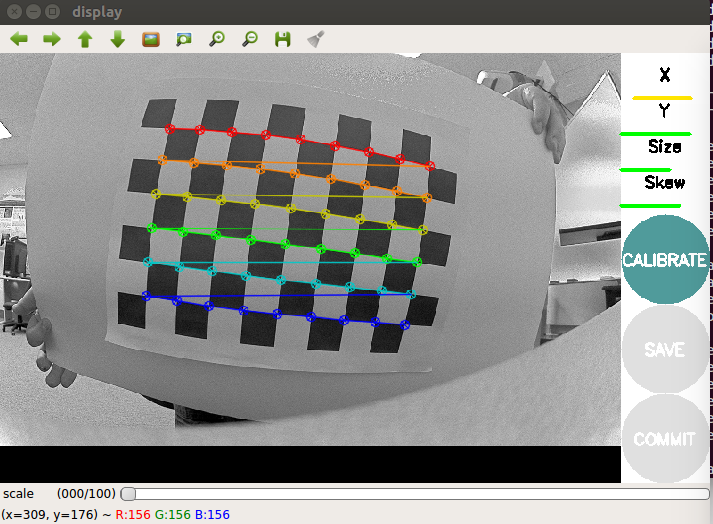 display
X
Y
Size
Skew
CALIBRATE
SAVE
COMMIT
scale (000/100)
(x=309, y=176) ~ R:156 G:156 B:156